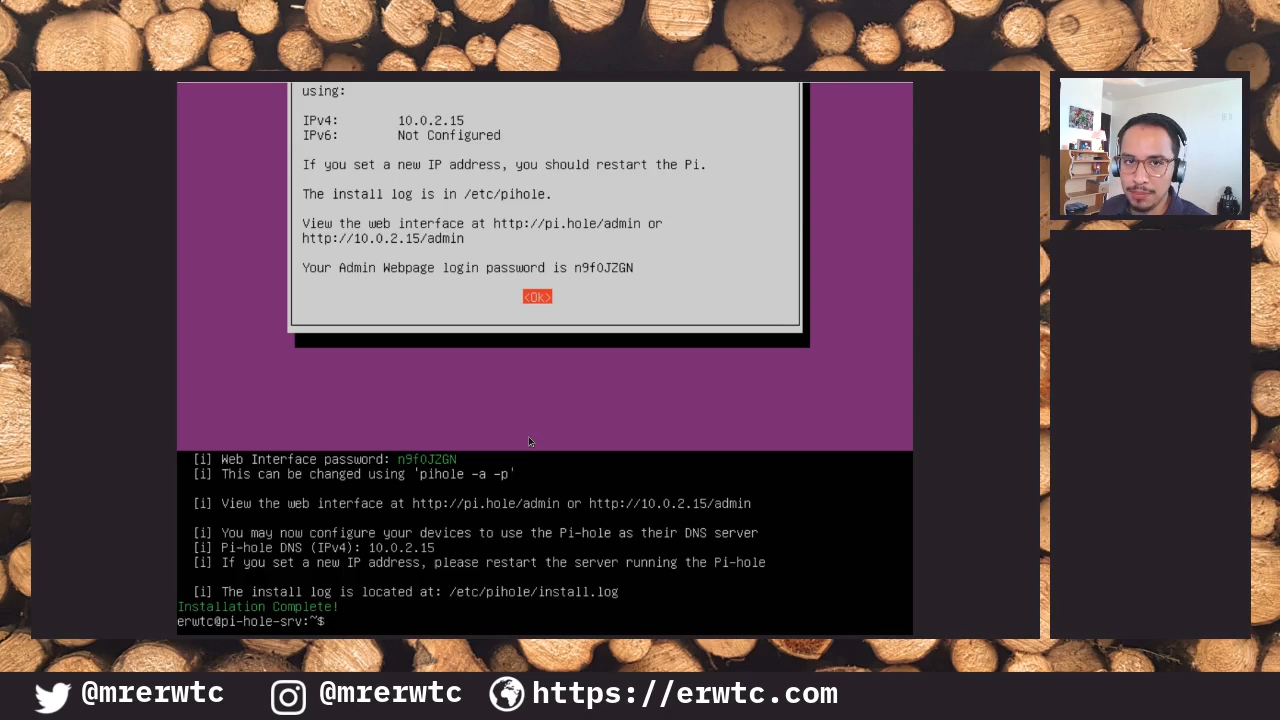 using:
IPv4: 10.0.2.15
IPv6: Not Configured
If you set a new IP address, you should restart the Pi.
The install log is in /etc/pihole.
View the web interface at http://pi.hole/admin or
http://10.0.2.15/admin
Your Admin Webpage login password is n9f0JZGN
<Ok>
[i] Web Interface password: n9f0JZGN
[i] This can be changed using 'pihole -a -p'
[i] View the web interface at http://pi.hole/admin or http://10.0.2.15/admin
[i] You may now configure your devices to use the Pi-hole as their DNS server
[i] Pi-hole DNS (IPv4): 10.0.2.15
[i] If you set a new IP address, please restart the server running the Pi-hole
[i] The install log is located at: /etc/pihole/install.log
Installation Complete!
erwtc@pi-hole-srv:~$
@mrerwtc @mrerwtc https://erwtc.com